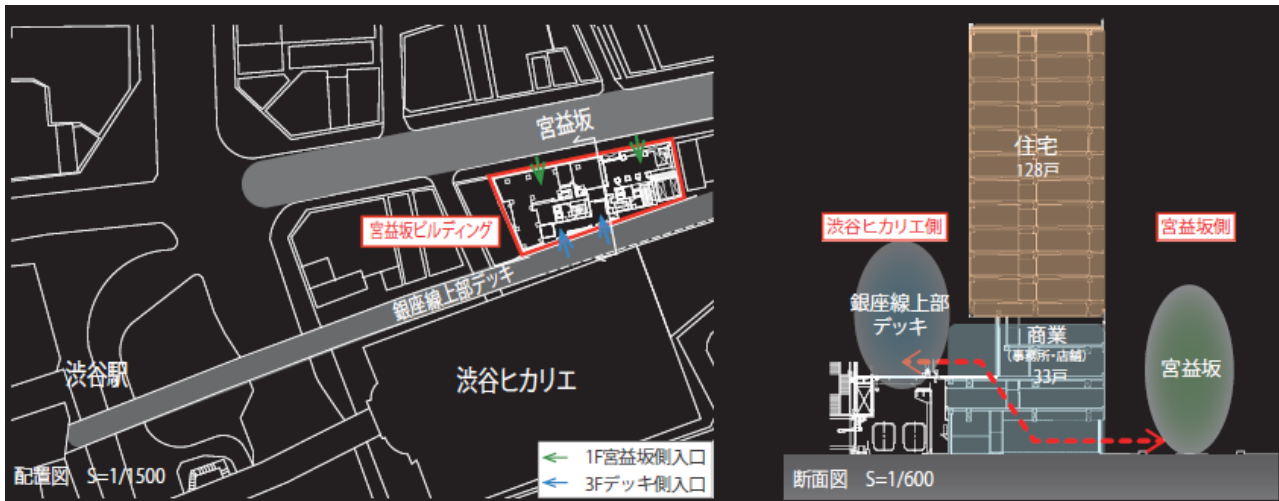 宮益坂
宮益坂ビルディング
銀座線上部デッキ
渋谷駅
渋谷ヒカリエ
配置図 S=1/1500
1F宮益坂側入口
3Fデッキ側入口
住宅
128戸
渋谷ヒカリエ側
宮益坂側
銀座線上部
デッキ
商業
(事務所・店舗)
33戸
宮益坂
断面図 S=1/600